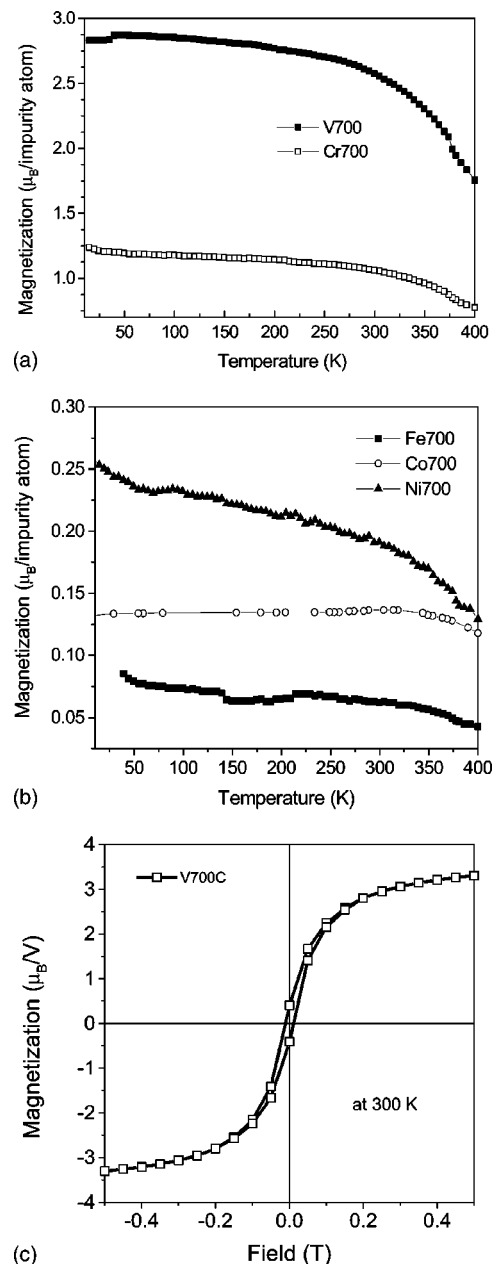 3.0
2.5
2.0
1.5
1.0
Magnetization (μB/impurity atom)
V700
Cr700
50 100 150 200 250 300 350 400
Temperature (K)
(a)
0.30
0.25
0.20
0.15
0.10
0.05
Magnetization (μB/impurity atom)
Fe700
Co700
Ni700
50 100 150 200 250 300 350 400
Temperature (K)
(b)
4
3
2
1
0
-1
-2
-3
-4
Magnetization (μB/V)
V700C
at 300 K
-0.4 -0.2 0.0 0.2 0.4
Field (T)
(c)